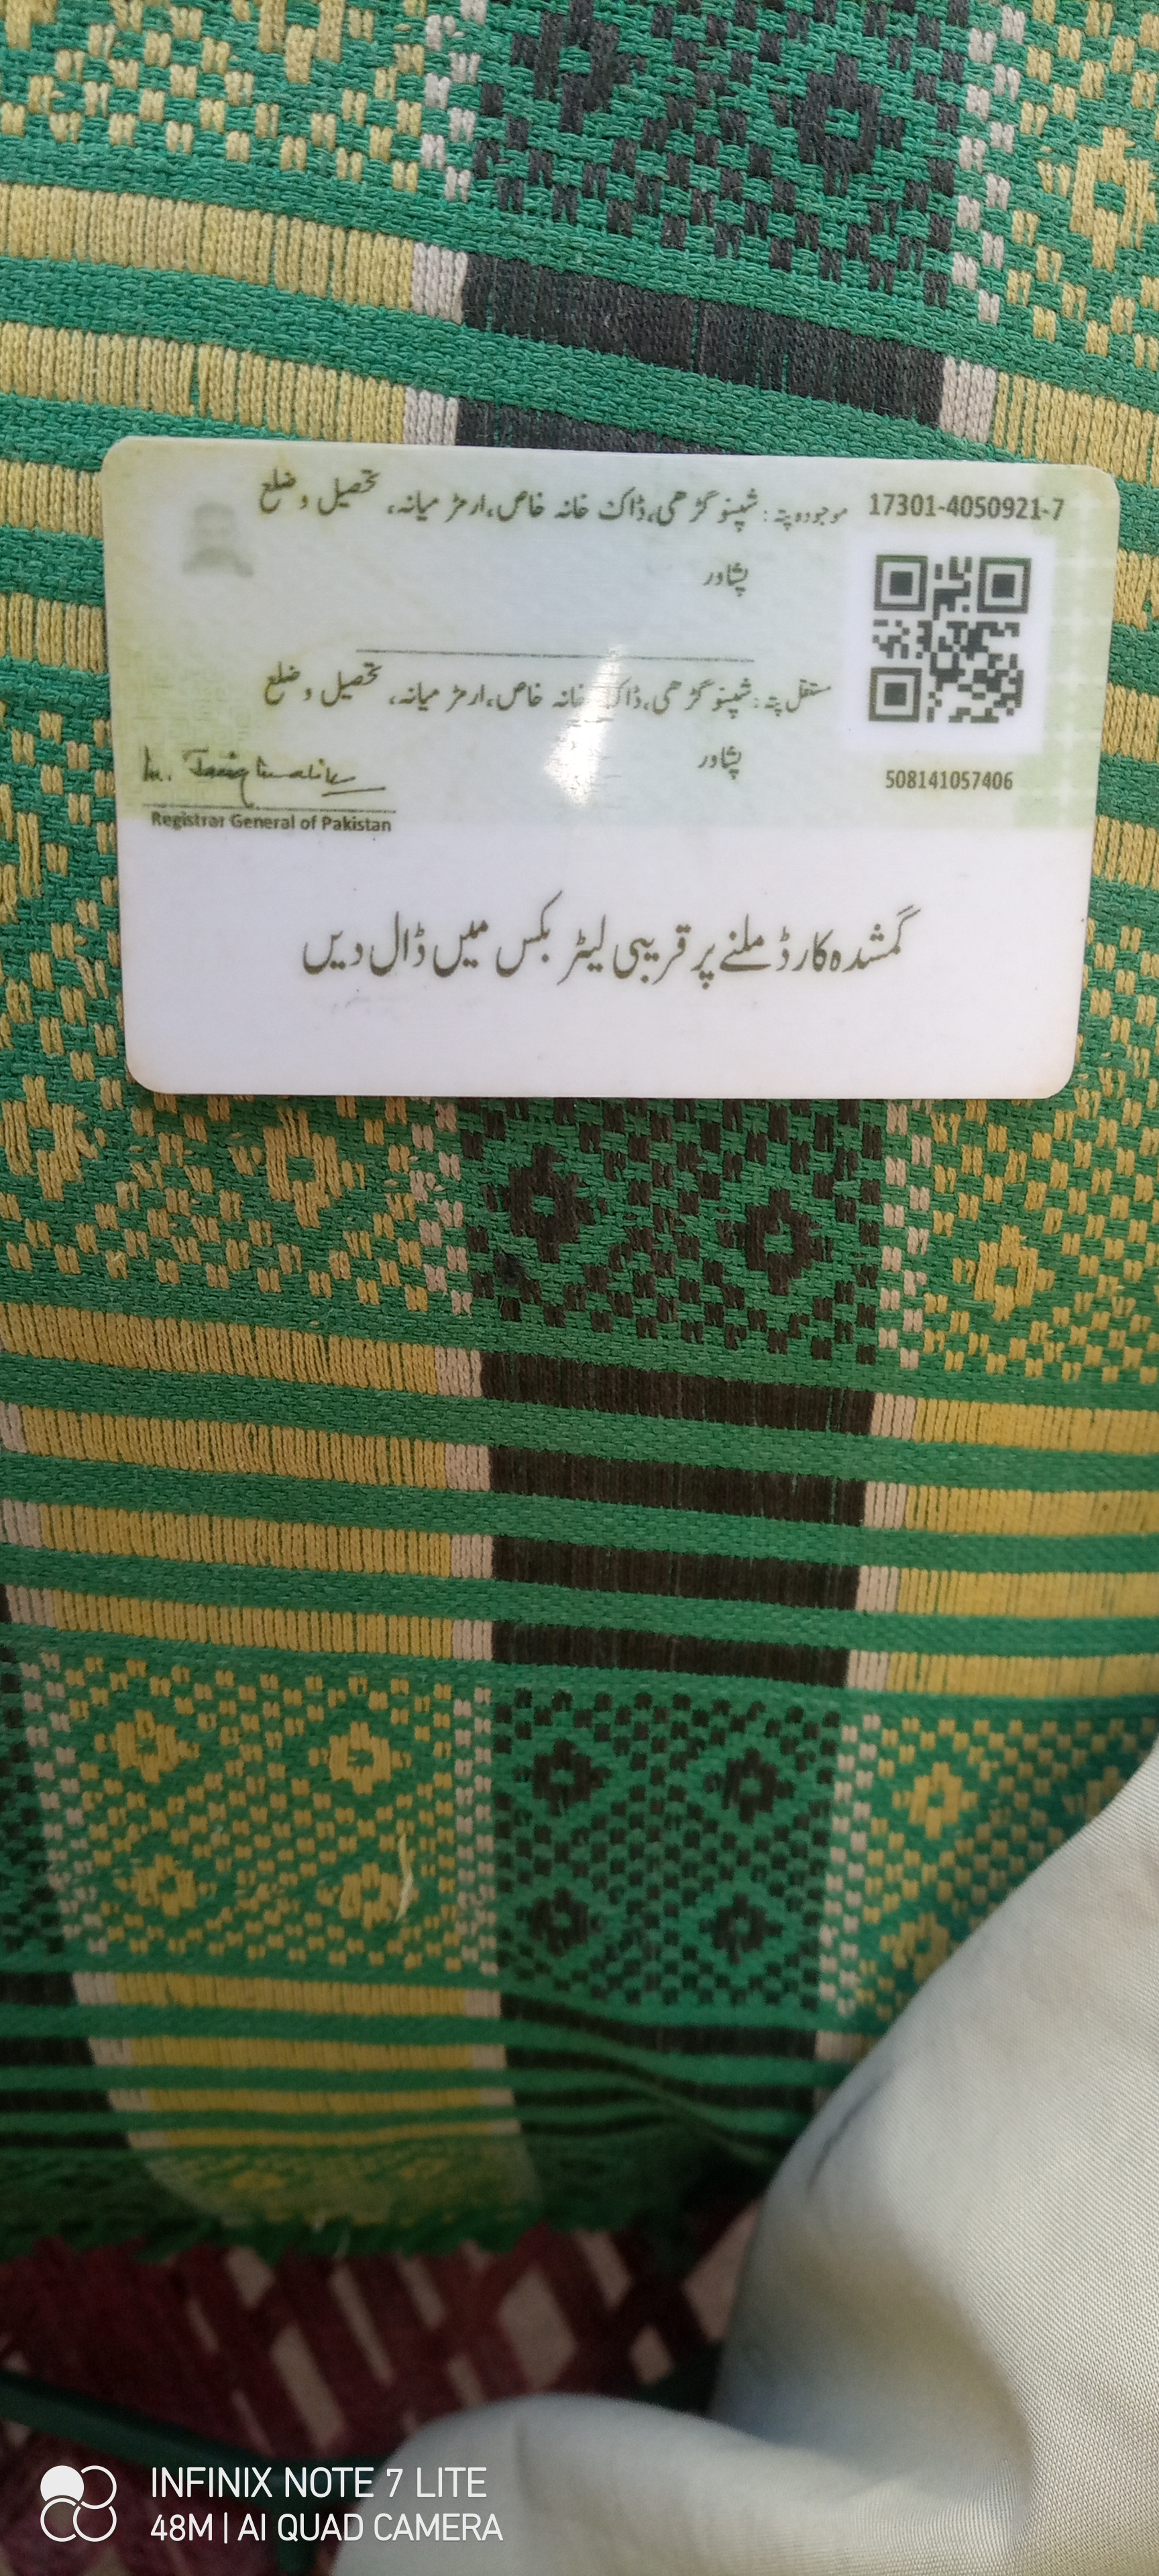 17301-4050921-7
موجودہ پتہ : شپنو گڑھی، ڈاک خانہ خاص، ارمڑ میانہ، تحصیل و ضلع
پشاور
مستقل پتہ : شپنو گڑھی، ڈاک خانہ خاص، ارمڑ میانہ، تحصیل و ضلع
پشاور
508141057406
Registrar General of Pakistan
گمشدہ کارڈ ملنے پر قریبی لیٹر بکس میں ڈال دیں
INFINIX NOTE 7 LITE
48M | AI QUAD CAMERA